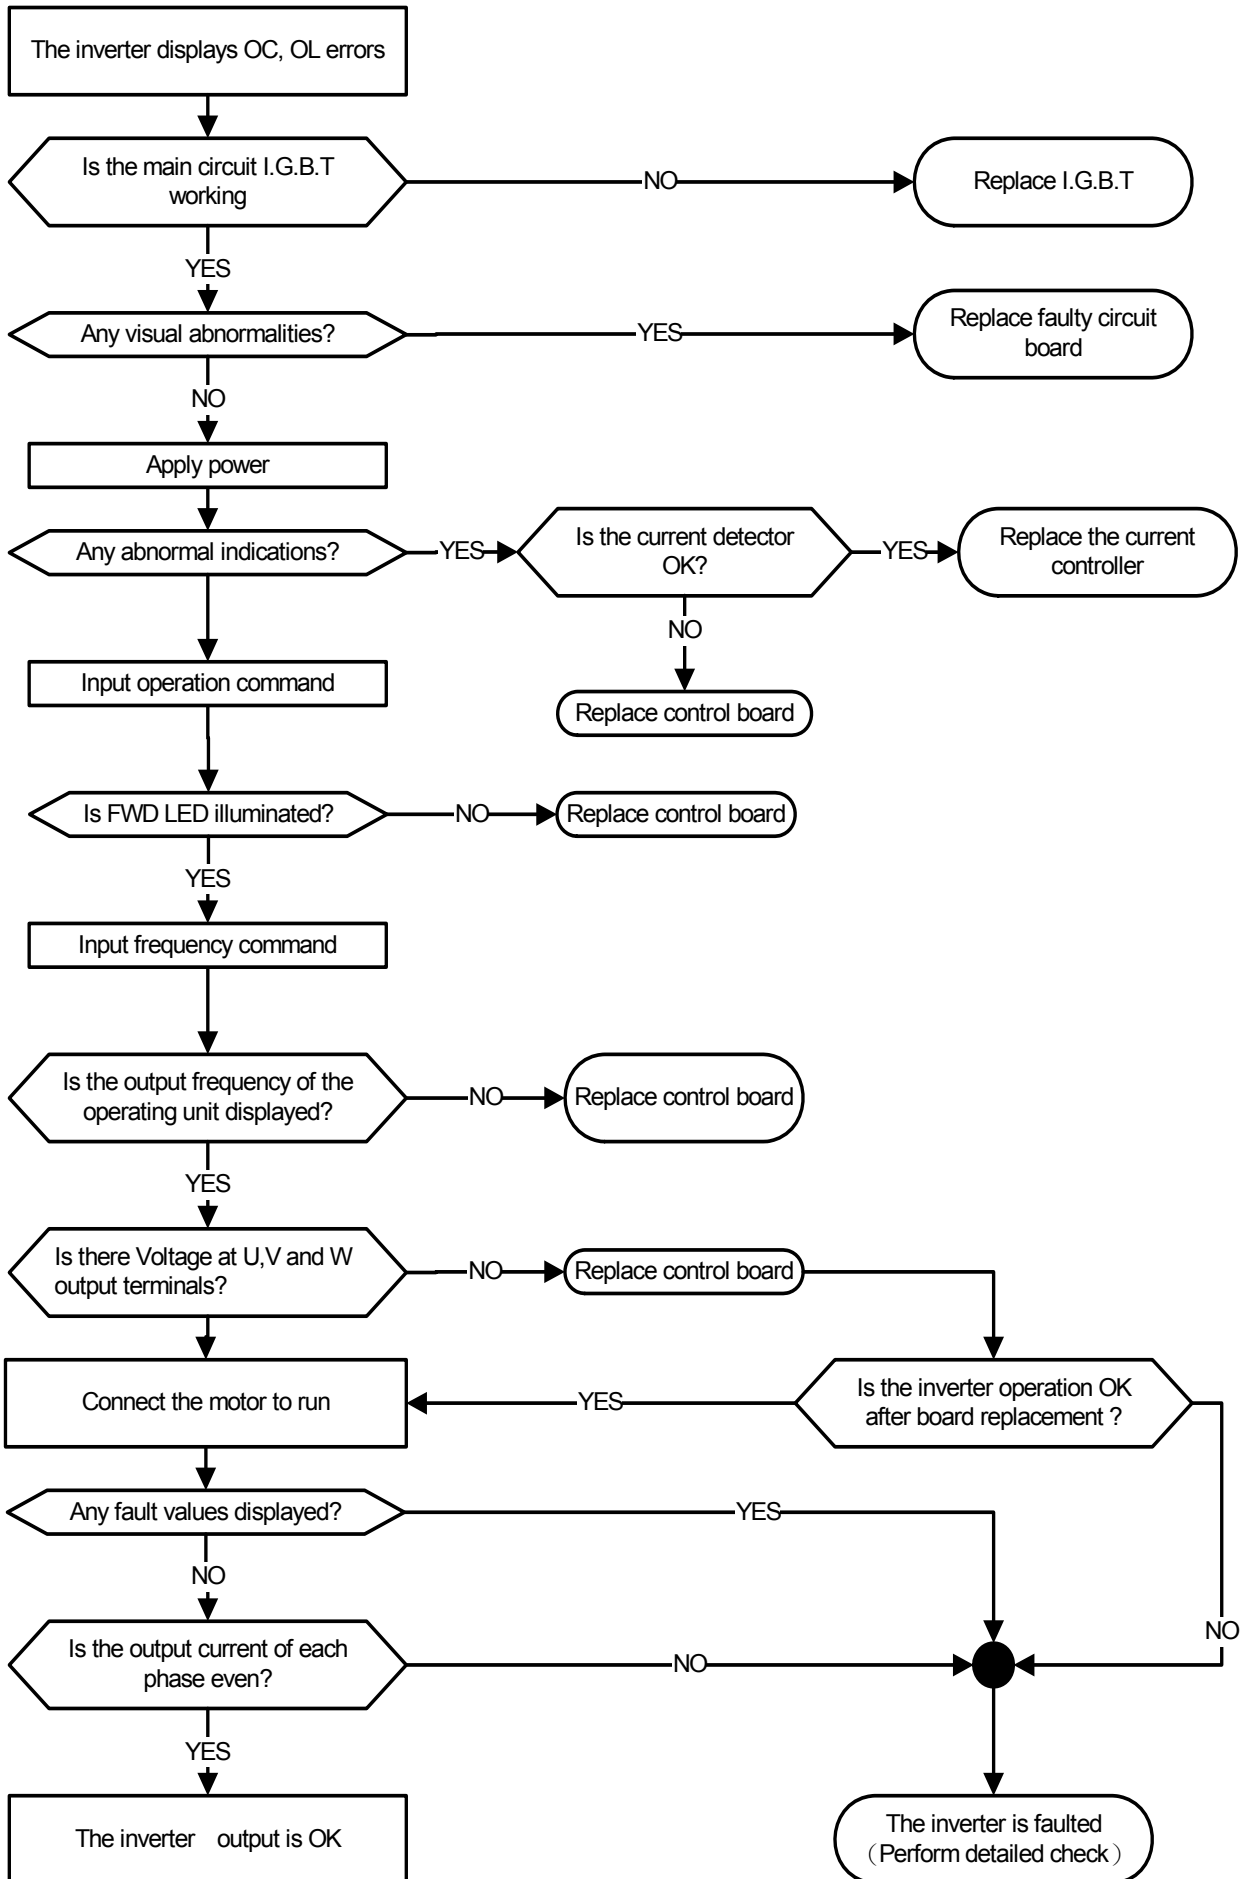 The inverter displays OC, OL errors
Is the main circuit I.G.B.T
working
NO
Replace I.G.B.T
YES
Any visual abnormalities?
YES
Replace faulty circuit
board
NO
Apply power
Any abnormal indications?
YES
Is the current detector
OK?
YES
Replace the current
controller
NO
Input operation command
Replace control board
Is FWD LED illuminated?
NO
Replace control board
YES
Input frequency command
Is the output frequency of the
operating unit displayed?
NO
Replace control board
YES
Is there Voltage at U,V and W
output terminals?
NO
Replace control board
Connect the motor to run
YES
Is the inverter operation OK
after board replacement ?
Any fault values displayed?
YES
NO
NO
Is the output current of each
phase even?
NO
YES
The inverter output is OK
The inverter is faulted
（Perform detailed check）